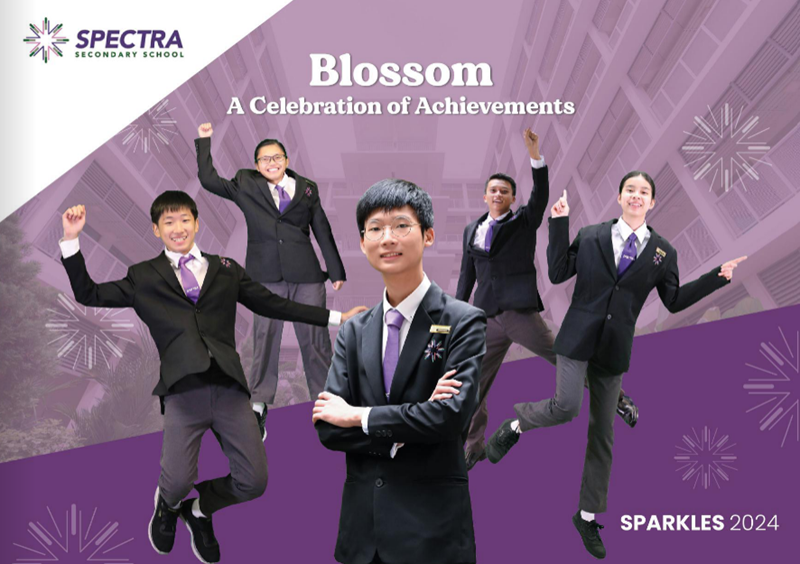 SPECTRA
SECONDARY SCHOOL
Blossom
A Celebration of Achievements
SPARKLES 2024